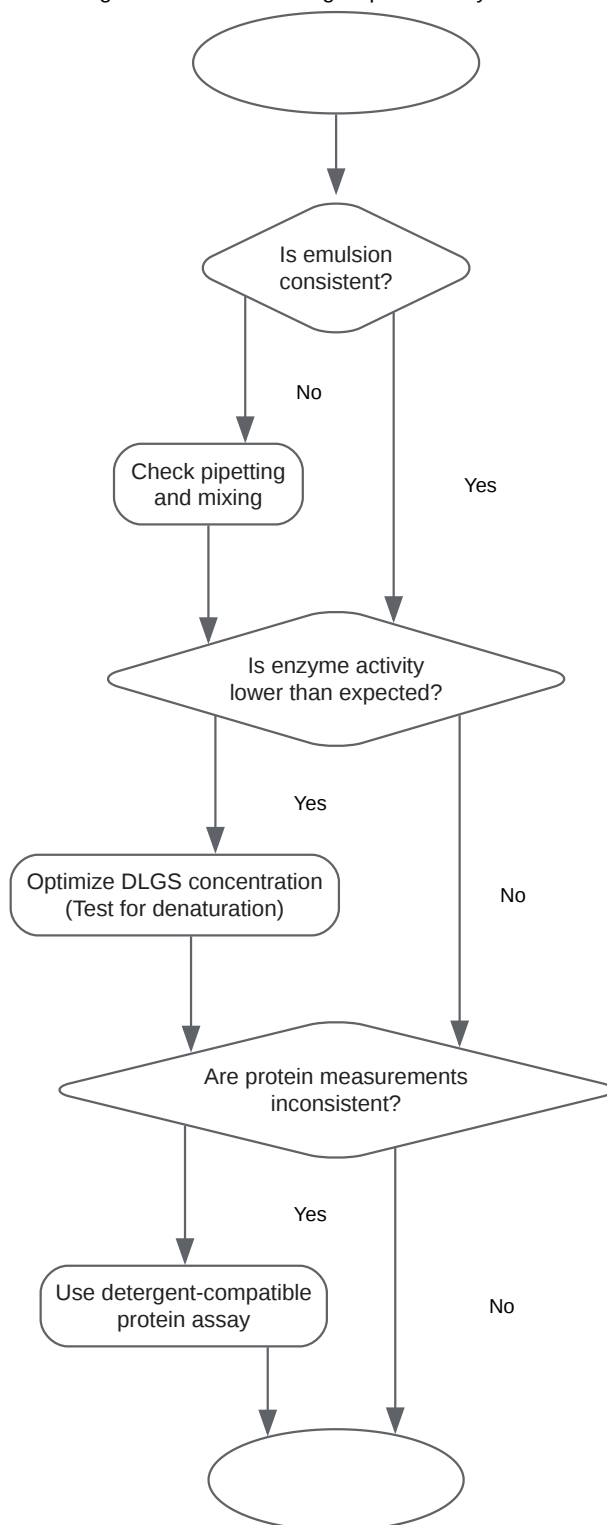 Is emulsion
consistent?
No
Check pipetting
and mixing
Yes
Is enzyme activity
lower than expected?
Yes
Optimize DLGS concentration
(Test for denaturation)
No
Are protein measurements
inconsistent?
Yes
Use detergent-compatible
protein assay
No